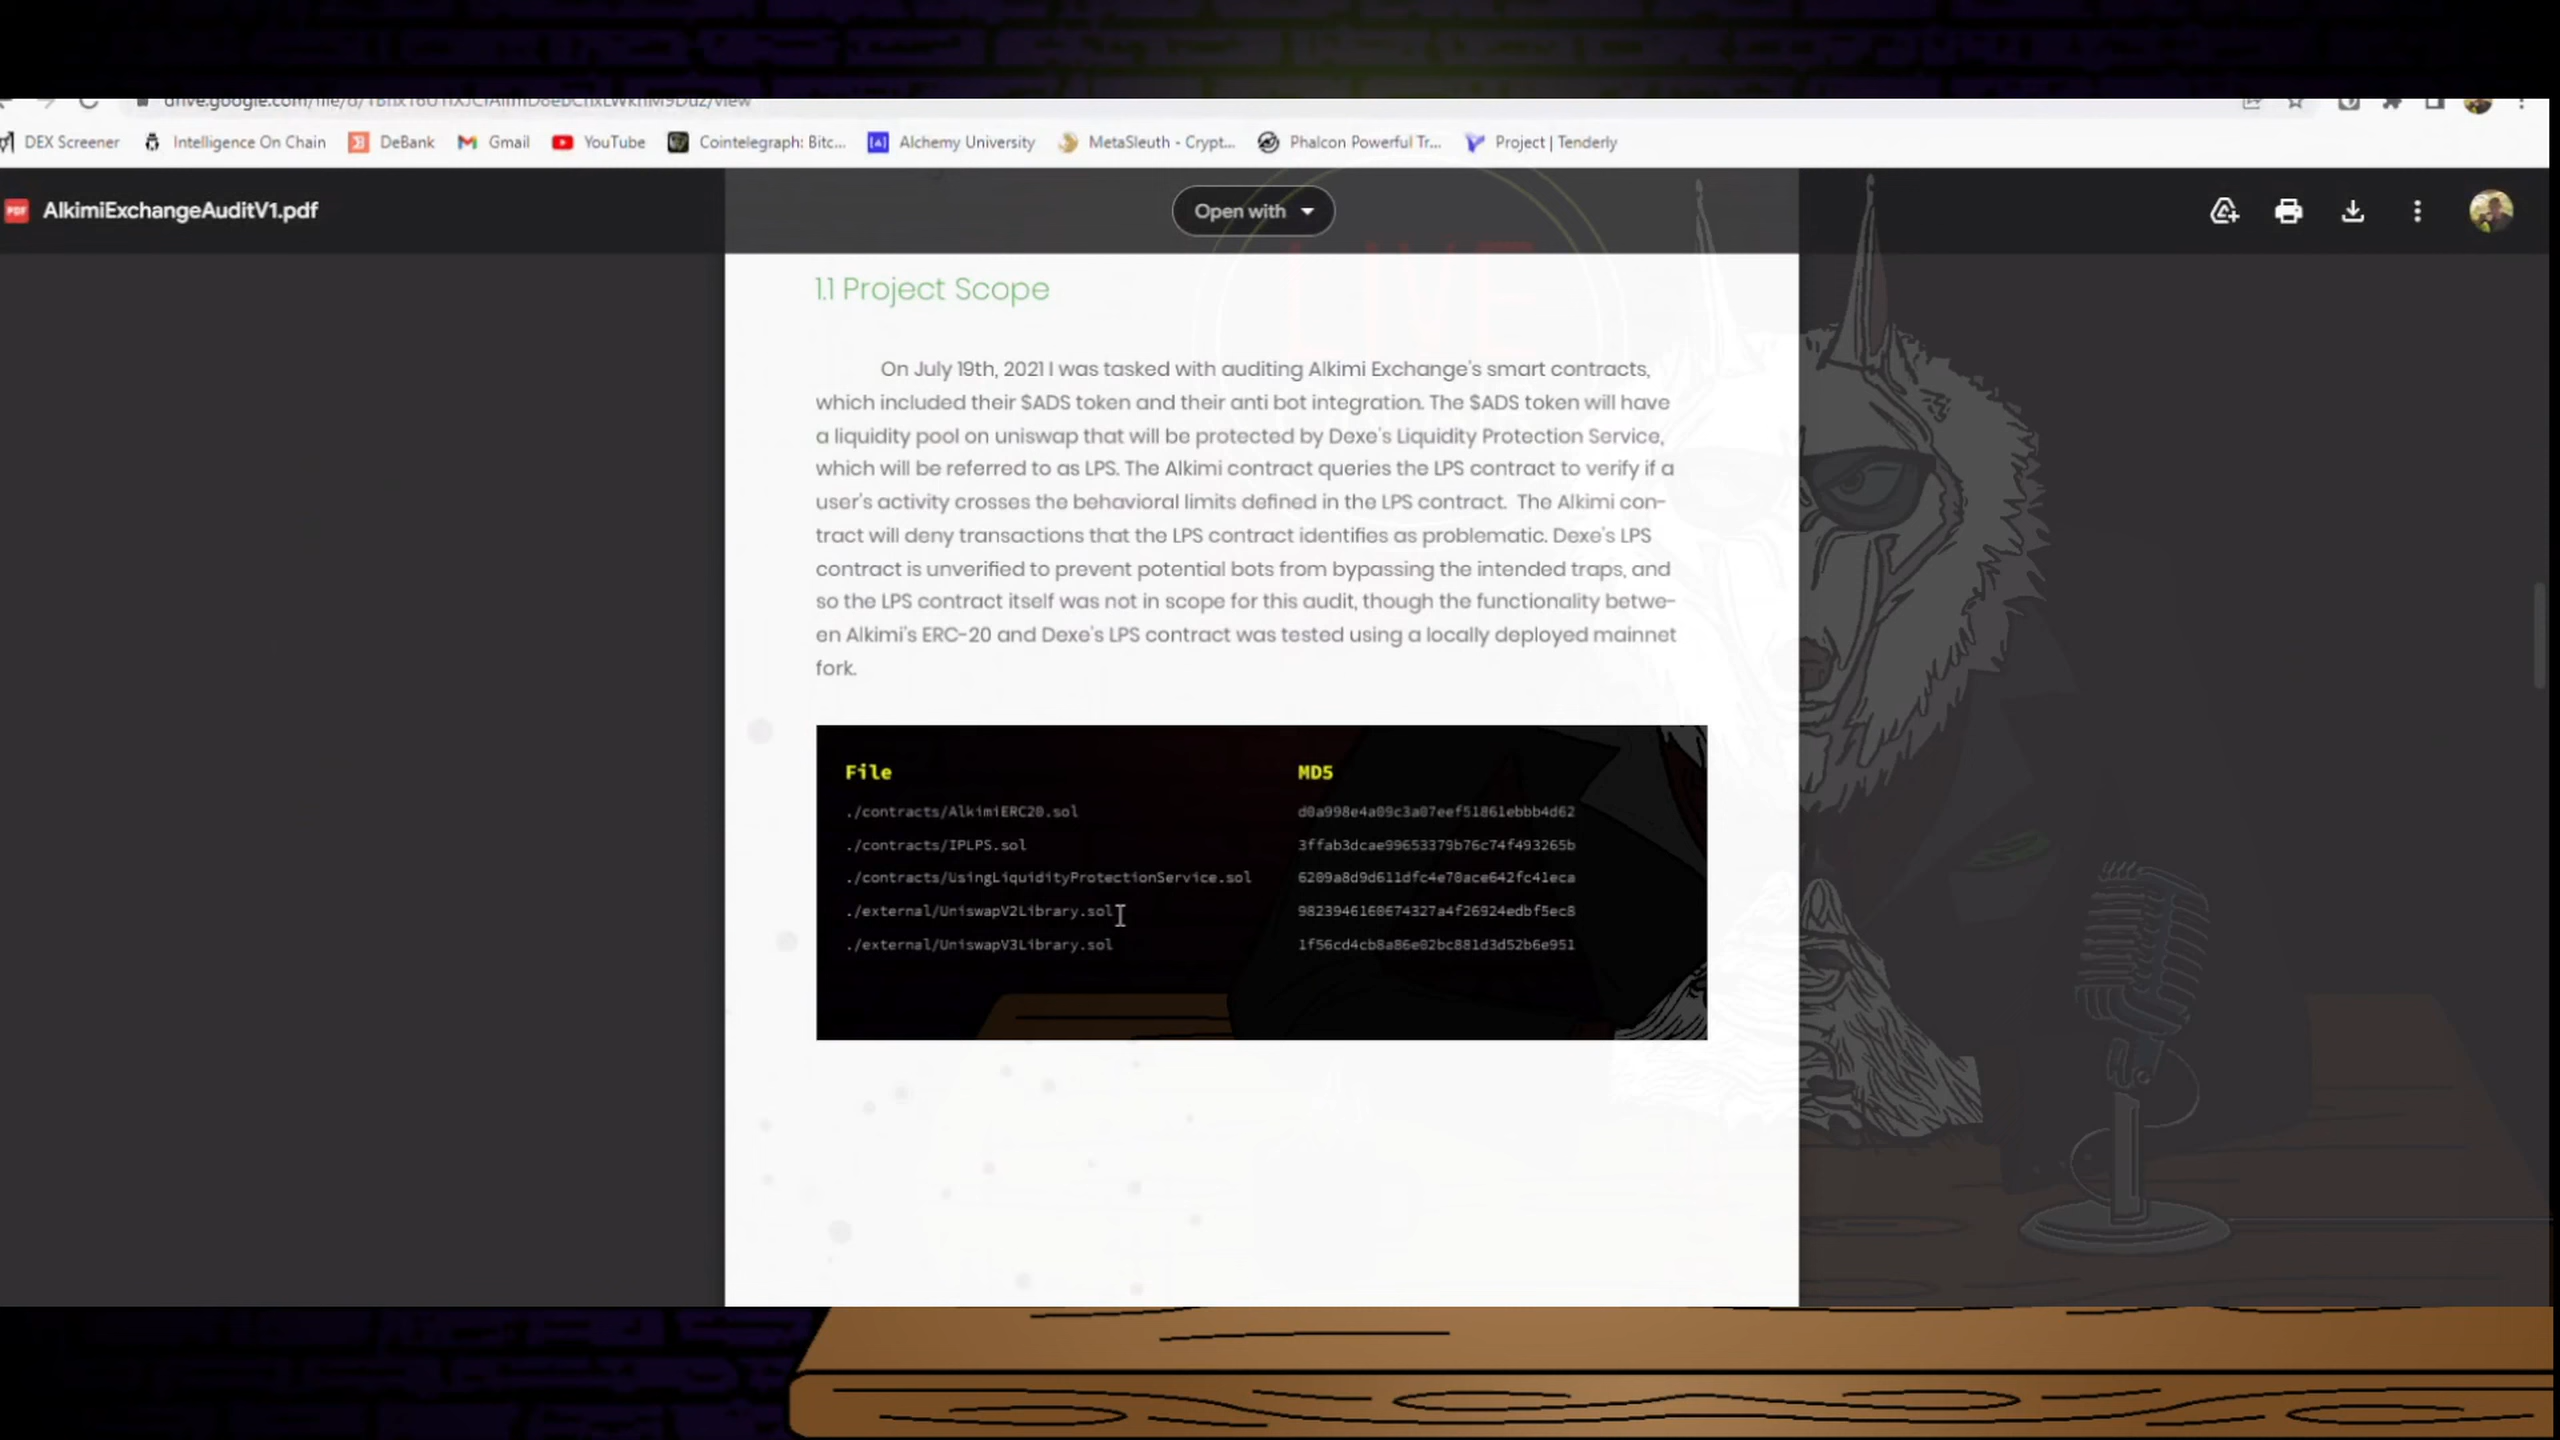 DEX Screener Intelligence On Chain DeBank Gmail YouTube Cointelegraph: Bitc... Alchemy University MetaSleuth - Crypt... Phalcon Powerful Tr... Project | Tenderly
PDF AlkimiExchangeAuditV1.pdf Open with
LIVE
1.1 Project Scope
On July 19th, 2021 I was tasked with auditing Alkimi Exchange's smart contracts,
which included their $ADS token and their anti bot integration. The $ADS token will have
a liquidity pool on uniswap that will be protected by Dexe's Liquidity Protection Service,
which will be referred to as LPS. The Alkimi contract queries the LPS contract to verify if a
user's activity crosses the behavioral limits defined in the LPS contract. The Alkimi con-
tract will deny transactions that the LPS contract identifies as problematic. Dexe's LPS
contract is unverified to prevent potential bots from bypassing the intended traps, and
so the LPS contract itself was not in scope for this audit, though the functionality betwe-
en Alkimi's ERC-20 and Dexe's LPS contract was tested using a locally deployed mainnet
fork.
File MD5
./contracts/AlkimiERC20.sol d0a998e4a09c3a07eef51861ebbb4d62
./contracts/IPLPS.sol 3ffab3dcae99653379b76c74f493265b
./contracts/UsingLiquidityProtectionService.sol 6209a8d9d611dfc4e70ace642fc41eca
./external/UniswapV2Library.sol 9823946160674327a4f26924edbf5ec8
./external/UniswapV3Library.sol 1f56cd4cb8a86e02bc881d3d52b6e951